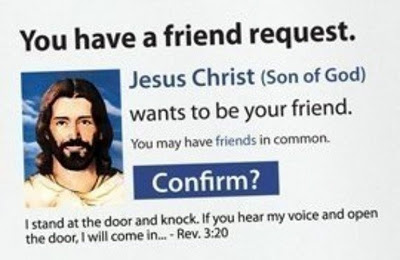 You have a friend request.
Jesus Christ (Son of God)
wants to be your friend.
You may have friends in common.
Confirm?
I stand at the door and knock. If you hear my voice and open
the door, I will come in... - Rev. 3:20